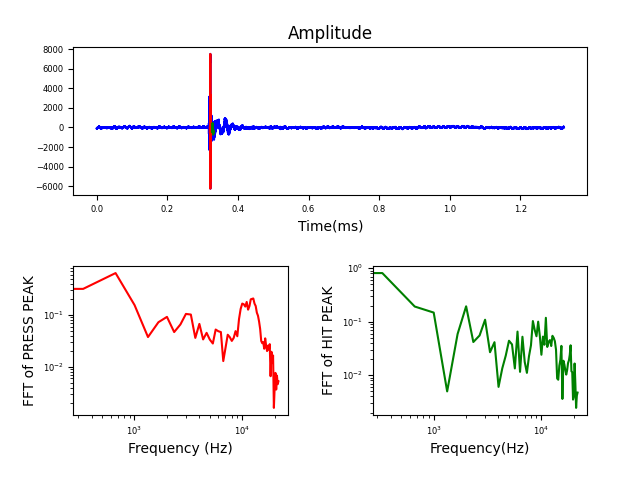 Amplitude
8000
6000
4000
2000
0
−2000
−4000
−6000
0.0 0.2 0.4 0.6 0.8 1.0 1.2
Time(ms)
FFT of PRESS PEAK
10⁻¹
10⁻²
10³ 10⁴
Frequency (Hz)
FFT of HIT PEAK
10⁰
10⁻¹
10⁻²
10³ 10⁴
Frequency(Hz)